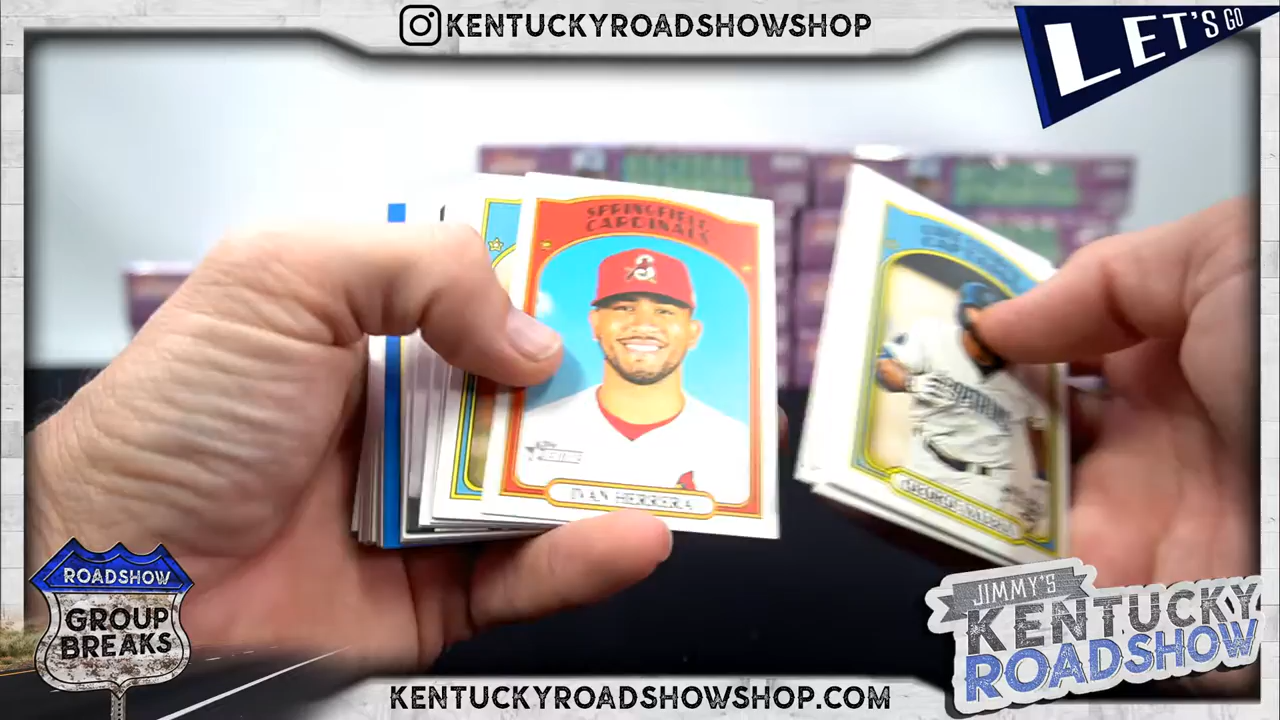 KENTUCKYROADSHOWSHOP
LET'S GO
SPRINGFIELD
CARDINALS
IVAN HERRERA
ROADSHOW
GROUP
BREAKS
JIMMY'S
KENTUCKY
ROADSHOW
KENTUCKYROADSHOWSHOP.COM